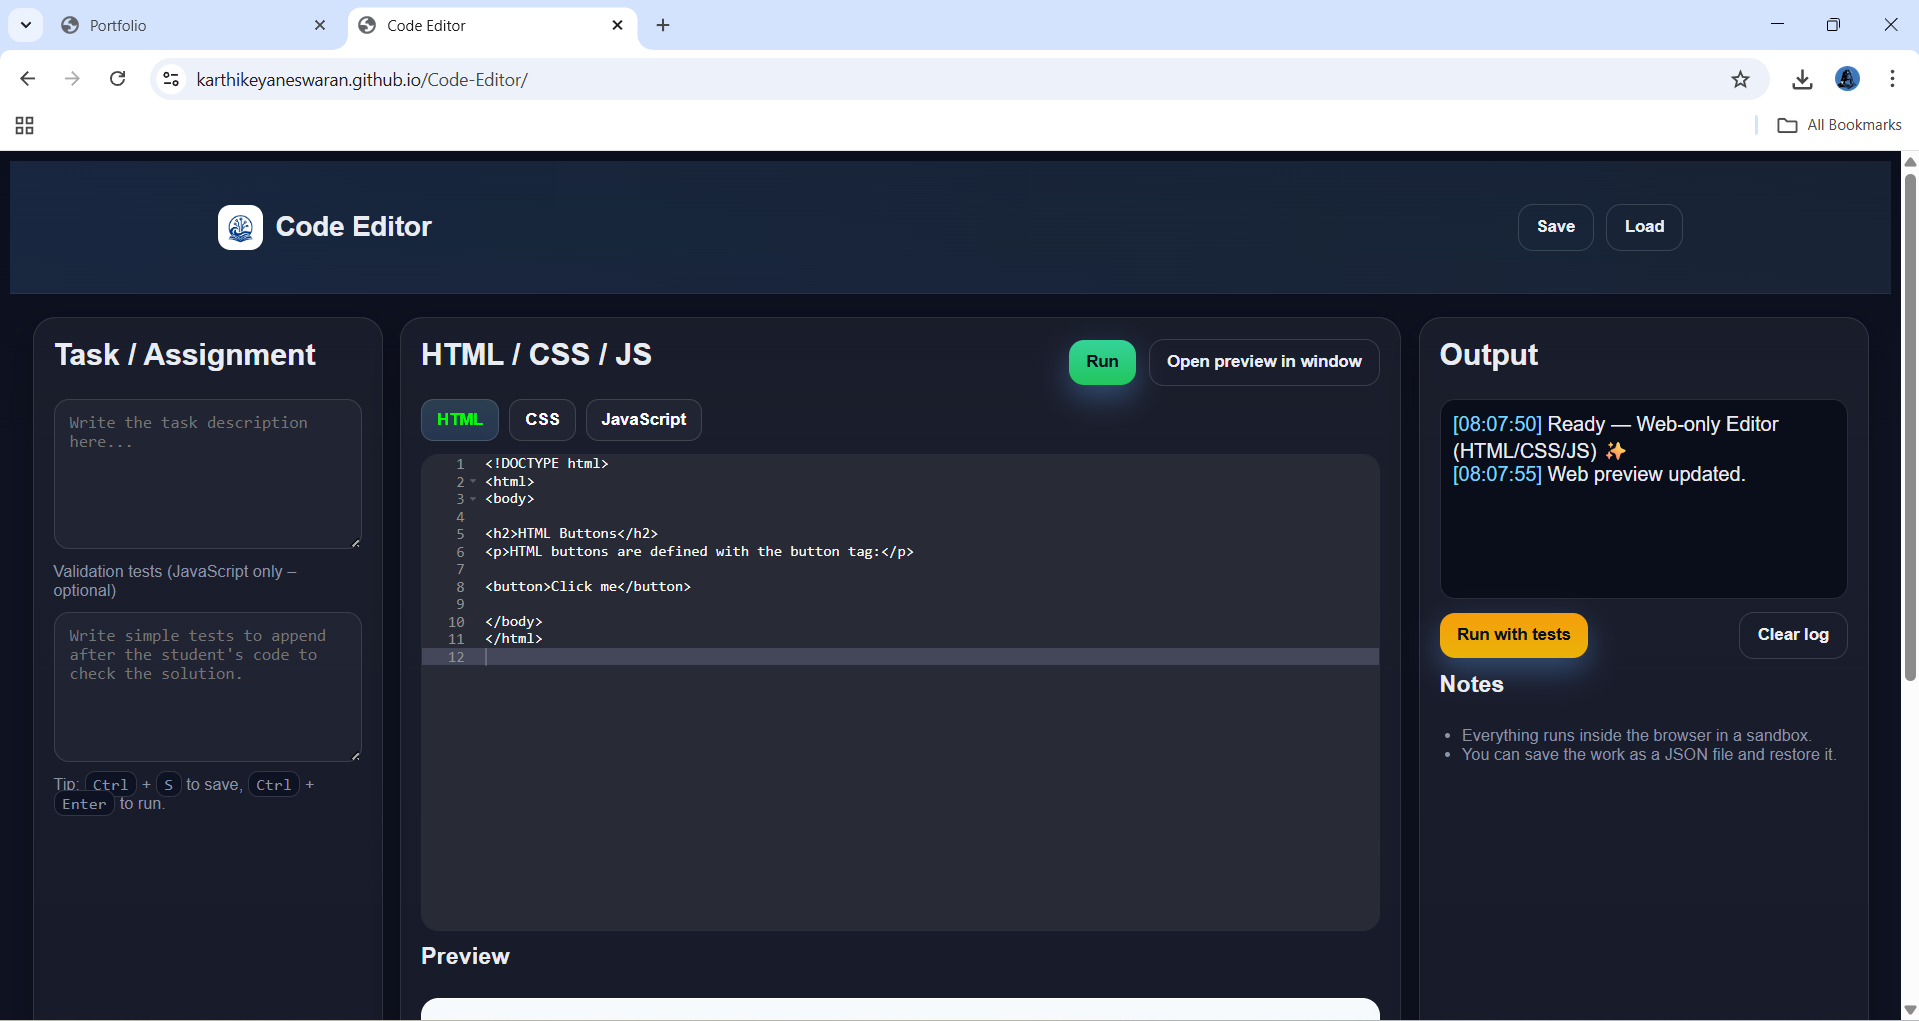 Portfolio
Code Editor
karthikeyaneswaran.github.io/Code-Editor/
All Bookmarks
Code Editor
Save
Load
Task / Assignment
Write the task description
here...
Validation tests (JavaScript only –
optional)
Write simple tests to append
after the student's code to
check the solution.
Tip: Ctrl + S to save, Ctrl +
Enter to run.
HTML / CSS / JS
Run
Open preview in window
HTML
CSS
JavaScript
1 <!DOCTYPE html>
2 <html>
3 <body>
4
5 <h2>HTML Buttons</h2>
6 <p>HTML buttons are defined with the button tag:</p>
7
8 <button>Click me</button>
9
10 </body>
11 </html>
12
Preview
Output
[08:07:50] Ready — Web-only Editor
(HTML/CSS/JS) ✨
[08:07:55] Web preview updated.
Run with tests
Clear log
Notes
• Everything runs inside the browser in a sandbox.
• You can save the work as a JSON file and restore it.